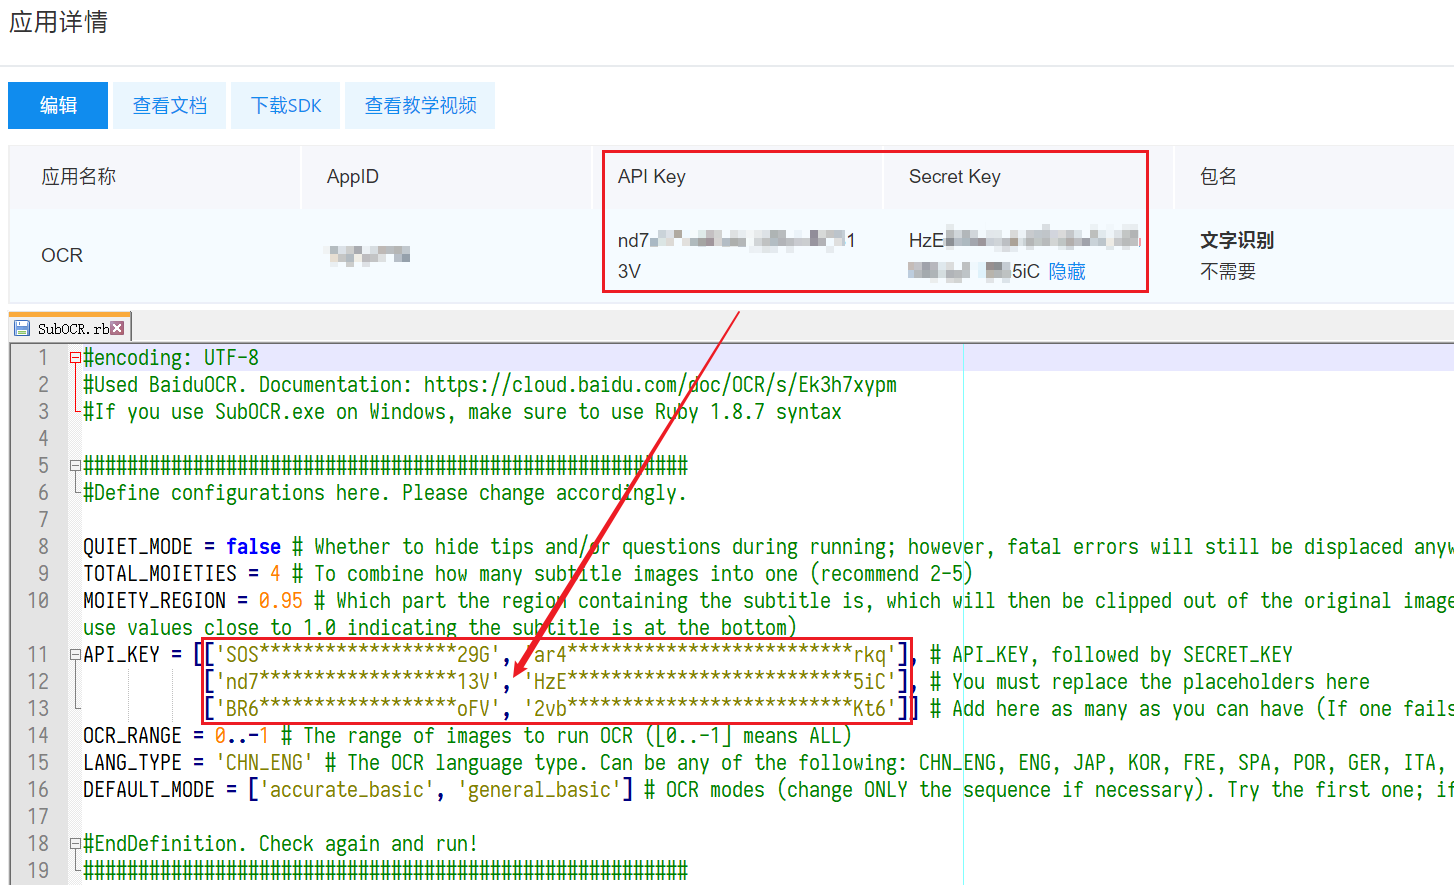 应用详情
编辑 查看文档 下载SDK 查看教学视频
应用名称 AppID API Key Secret Key 包名
OCR nd7 1 HzE 文字识别
3V 5iC 隐藏 不需要
SubOCR.rb
1 #encoding: UTF-8
2 #Used BaiduOCR. Documentation: https://cloud.baidu.com/doc/OCR/s/Ek3h7xypm
3 #If you use SubOCR.exe on Windows, make sure to use Ruby 1.8.7 syntax
4
5 #######################################################
6 #Define configurations here. Please change accordingly.
7
8 QUIET_MODE = false # Whether to hide tips and/or questions during running; however, fatal errors will still be displaced anyw
9 TOTAL_MOIETIES = 4 # To combine how many subtitle images into one (recommend 2-5)
10 MOIETY_REGION = 0.95 # Which part the region containing the subtitle is, which will then be clipped out of the original image
use values close to 1.0 indicating the subtitle is at the bottom)
11 API_KEY = [['SOS******************29G', 'ar4**************************rkq'], # API_KEY, followed by SECRET_KEY
12 ['nd7******************13V', 'HzE**************************5iC'], # You must replace the placeholders here
13 ['BR6******************oFV', '2vb**************************Kt6']] # Add here as many as you can have (If one fails
14 OCR_RANGE = 0..-1 # The range of images to run OCR ([0..-1] means ALL)
15 LANG_TYPE = 'CHN_ENG' # The OCR language type. Can be any of the following: CHN_ENG, ENG, JAP, KOR, FRE, SPA, POR, GER, ITA,
16 DEFAULT_MODE = ['accurate_basic', 'general_basic'] # OCR modes (change ONLY the sequence if necessary). Try the first one; if
17
18 #EndDefinition. Check again and run!
19 #######################################################